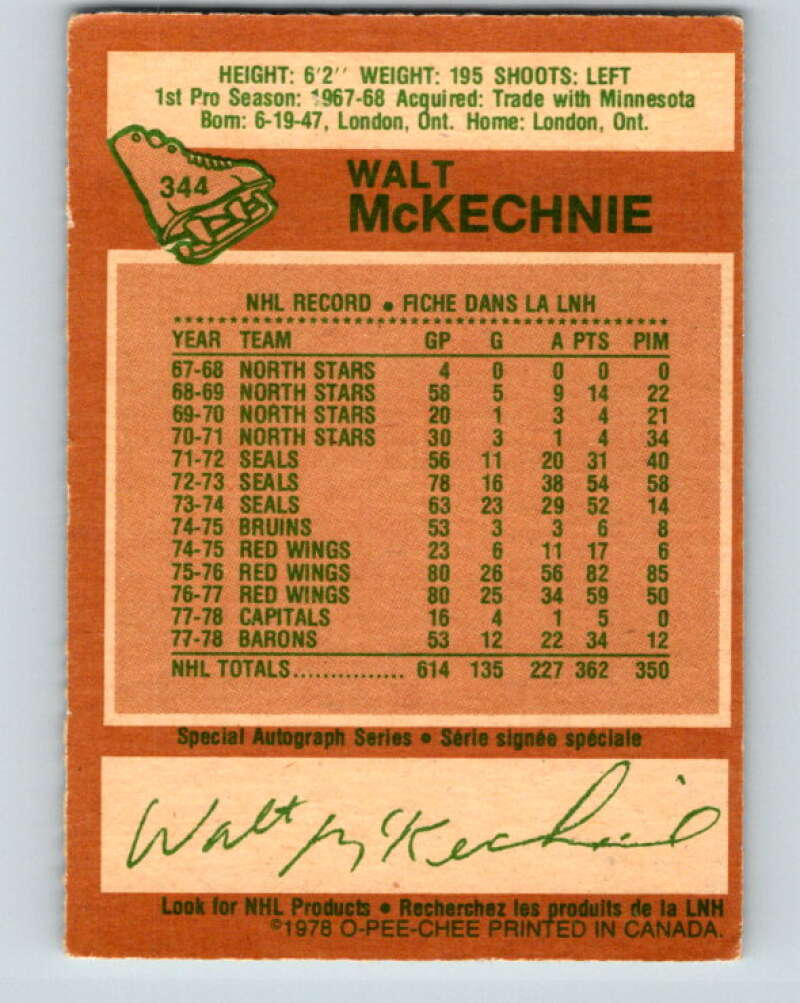 HEIGHT: 6'2'' WEIGHT: 195 SHOOTS: LEFT
1st Pro Season: 1967-68 Acquired: Trade with Minnesota
Born: 6-19-47, London, Ont. Home: London, Ont.
344
WALT
McKECHNIE
NHL RECORD • FICHE DANS LA LNH
YEAR TEAM GP G A PTS PIM
67-68 NORTH STARS 4 0 0 0 0
68-69 NORTH STARS 58 5 9 14 22
69-70 NORTH STARS 20 1 3 4 21
70-71 NORTH STARS 30 3 1 4 34
71-72 SEALS 56 11 20 31 40
72-73 SEALS 78 16 38 54 58
73-74 SEALS 63 23 29 52 14
74-75 BRUINS 53 3 3 6 8
74-75 RED WINGS 23 6 11 17 6
75-76 RED WINGS 80 26 56 82 85
76-77 RED WINGS 80 25 34 59 50
77-78 CAPITALS 16 4 1 5 0
77-78 BARONS 53 12 22 34 12
NHL TOTALS............... 614 135 227 362 350
Special Autograph Series • Série signée spéciale
Walt McKechnie
Look for NHL Products • Recherchez les produits de la LNH
©1978 O-PEE-CHEE PRINTED IN CANADA.